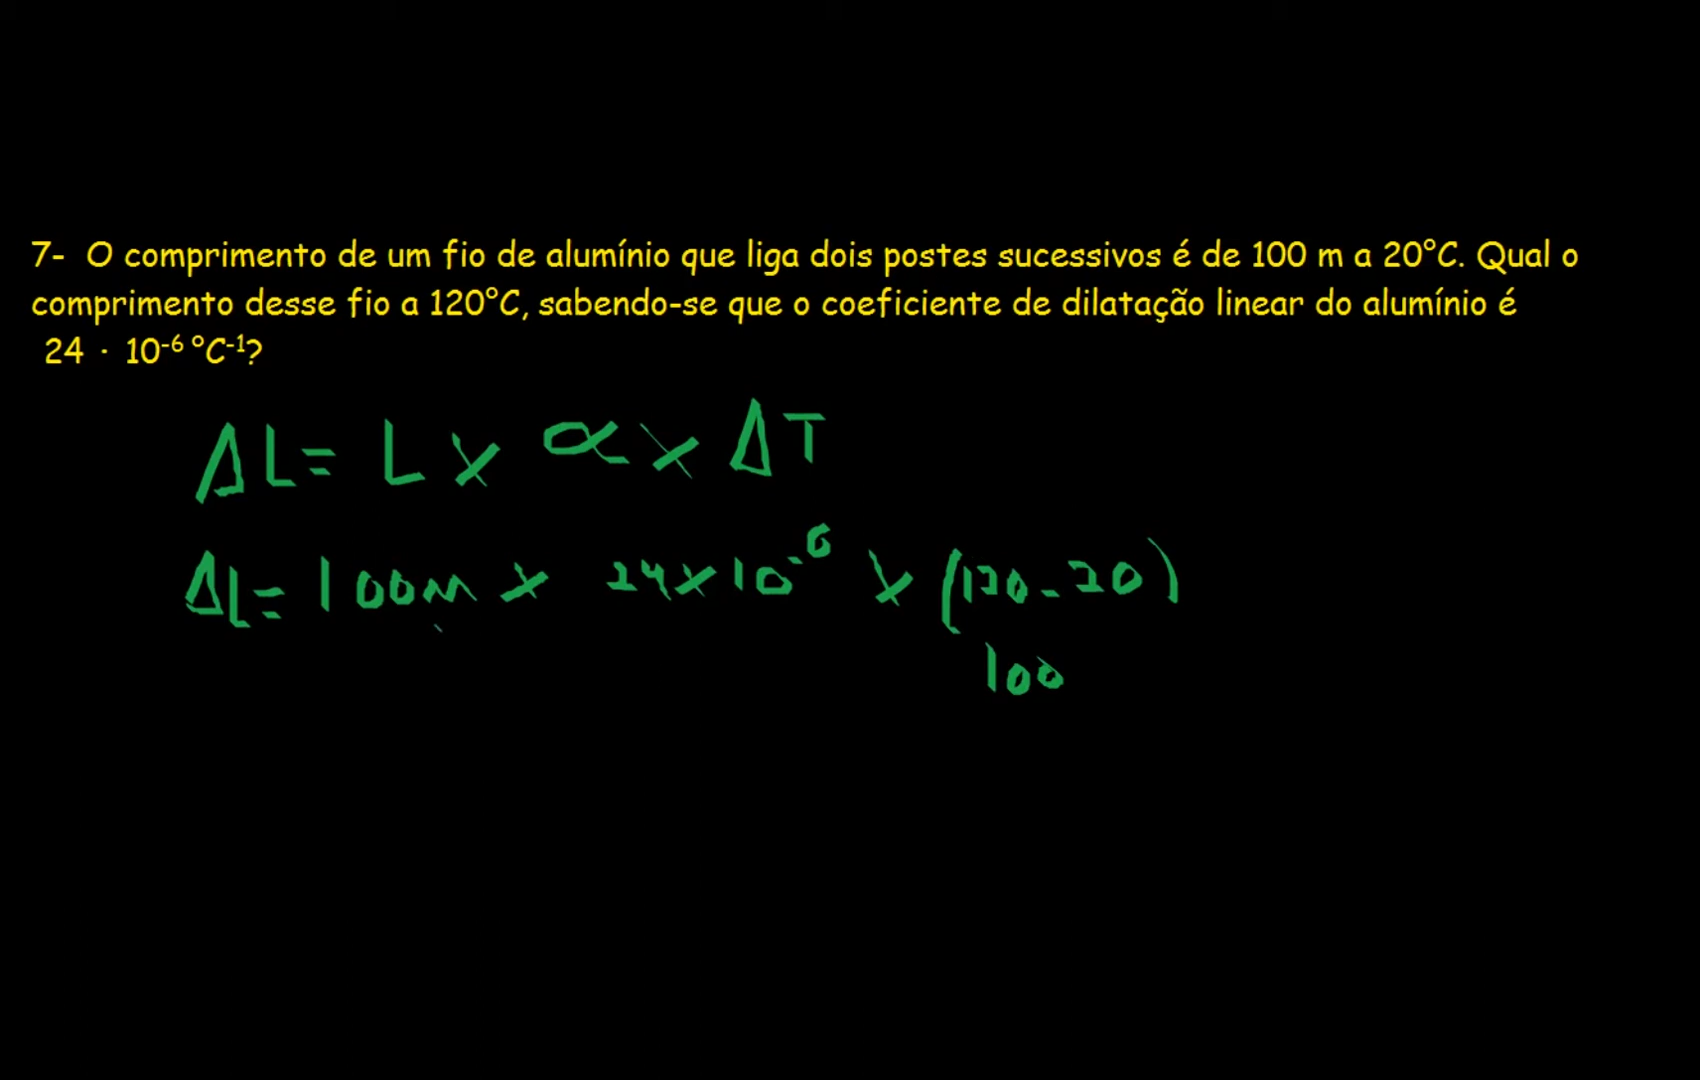 7- O comprimento de um fio de alumínio que liga dois postes sucessivos é de 100 m a 20°C. Qual o
comprimento desse fio a 120°C, sabendo-se que o coeficiente de dilatação linear do alumínio é
24 · 10⁻⁶ °C⁻¹?
ΔL= L x α x ΔT
ΔL= 100m x 24x10⁻⁶ x (120-20)
100